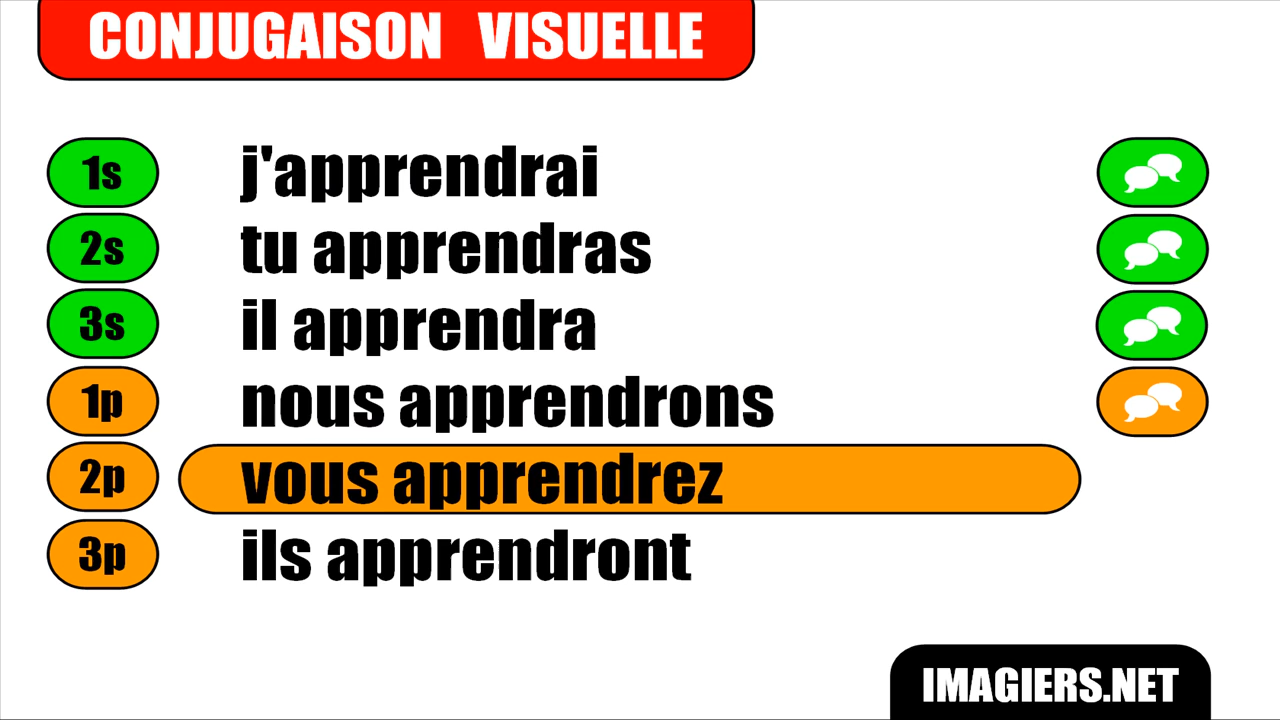 CONJUGAISON VISUELLE
1s j'apprendrai
2s tu apprendras
3s il apprendra
1p nous apprendrons
2p vous apprendrez
3p ils apprendront
IMAGIERS.NET